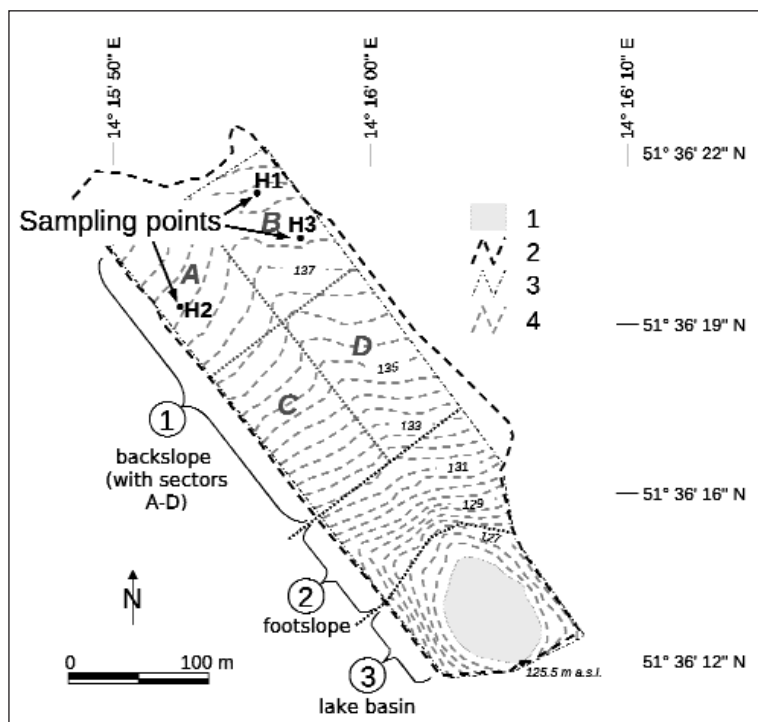 14° 15' 50" E
14° 16' 00" E
14° 16' 10" E
51° 36' 22" N
H1
Sampling points
B
H3
1
2
3
4
A
137
H2
51° 36' 19" N
D
135
C
1
133
backslope
(with sectors
A-D)
131
51° 36' 16" N
129
127
N
2
footslope
0 100 m
3
lake basin
125.5 m a.s.l.
51° 36' 12" N